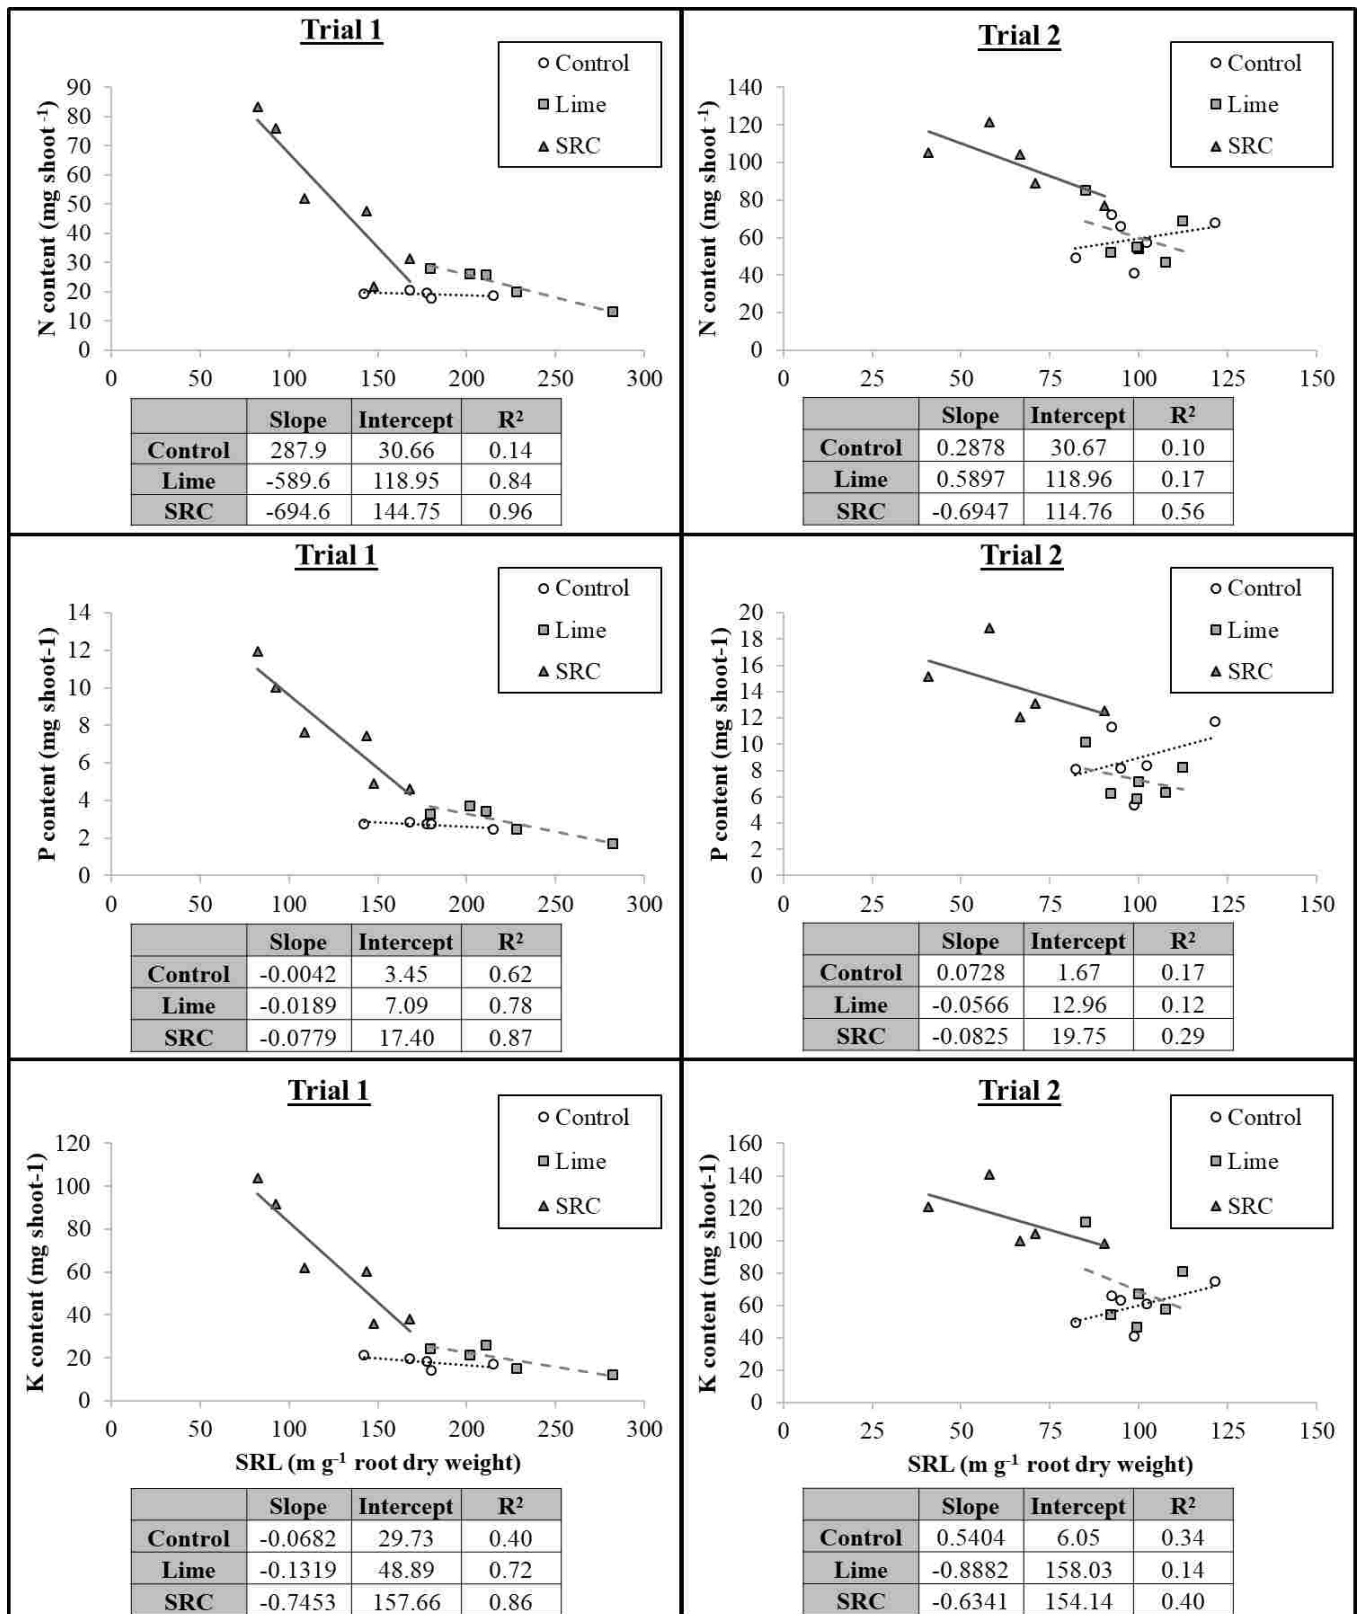 Trial 1
Control
Lime
SRC
N content (mg shoot⁻¹)
90
80
70
60
50
40
30
20
10
0
0 50 100 150 200 250 300
Slope Intercept R²
Control 287.9 30.66 0.14
Lime -589.6 118.95 0.84
SRC -694.6 144.75 0.96
Trial 2
Control
Lime
SRC
N content (mg shoot⁻¹)
140
120
100
80
60
40
20
0
0 25 50 75 100 125 150
Slope Intercept R²
Control 0.2878 30.67 0.10
Lime 0.5897 118.96 0.17
SRC -0.6947 114.76 0.56
Trial 1
Control
Lime
SRC
P content (mg shoot-1)
14
12
10
8
6
4
2
0
0 50 100 150 200 250 300
Slope Intercept R²
Control -0.0042 3.45 0.62
Lime -0.0189 7.09 0.78
SRC -0.0779 17.40 0.87
Trial 2
Control
Lime
SRC
P content (mg shoot-1)
20
18
16
14
12
10
8
6
4
2
0
0 25 50 75 100 125 150
Slope Intercept R²
Control 0.0728 1.67 0.17
Lime -0.0566 12.96 0.12
SRC -0.0825 19.75 0.29
Trial 1
Control
Lime
SRC
K content (mg shoot-1)
120
100
80
60
40
20
0
0 50 100 150 200 250 300
SRL (m g⁻¹ root dry weight)
Slope Intercept R²
Control -0.0682 29.73 0.40
Lime -0.1319 48.89 0.72
SRC -0.7453 157.66 0.86
Trial 2
Control
Lime
SRC
K content (mg shoot-1)
160
140
120
100
80
60
40
20
0
0 25 50 75 100 125 150
SRL (m g⁻¹ root dry weight)
Slope Intercept R²
Control 0.5404 6.05 0.34
Lime -0.8882 158.03 0.14
SRC -0.6341 154.14 0.40